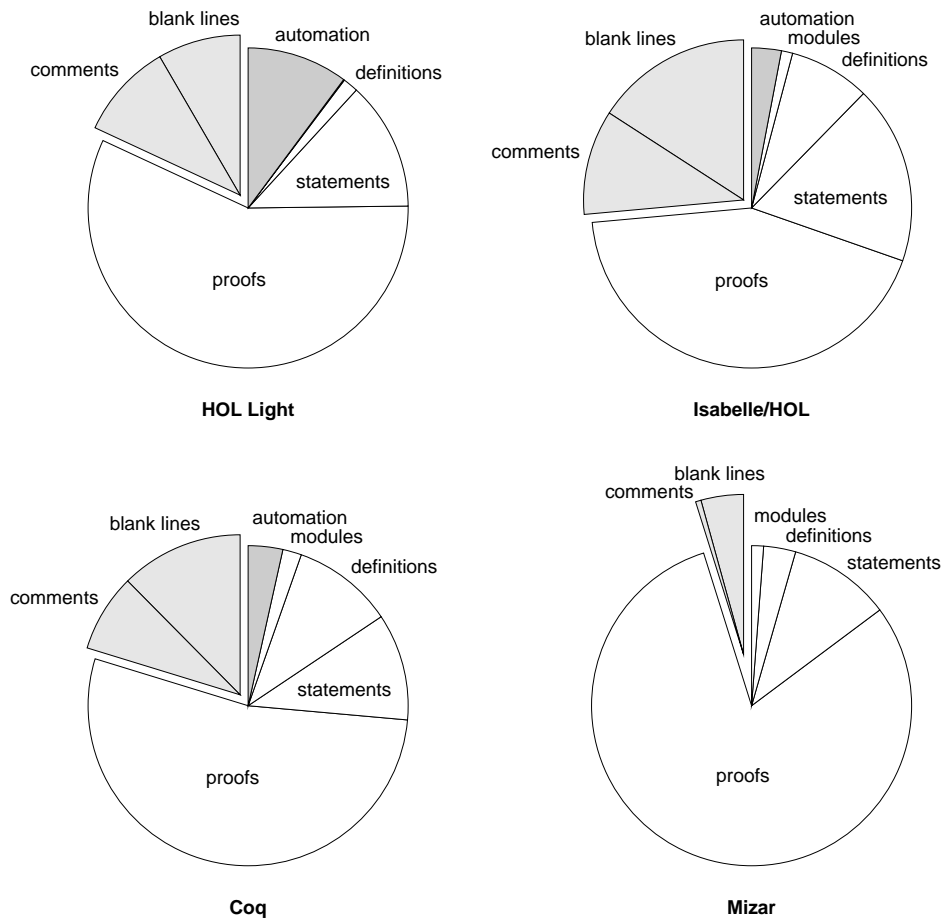 blank lines
comments
automation
definitions
statements
proofs
HOL Light
blank lines
comments
automation
modules
definitions
statements
proofs
Isabelle/HOL
blank lines
comments
automation
modules
definitions
statements
proofs
Coq
blank lines
comments
modules
definitions
statements
proofs
Mizar